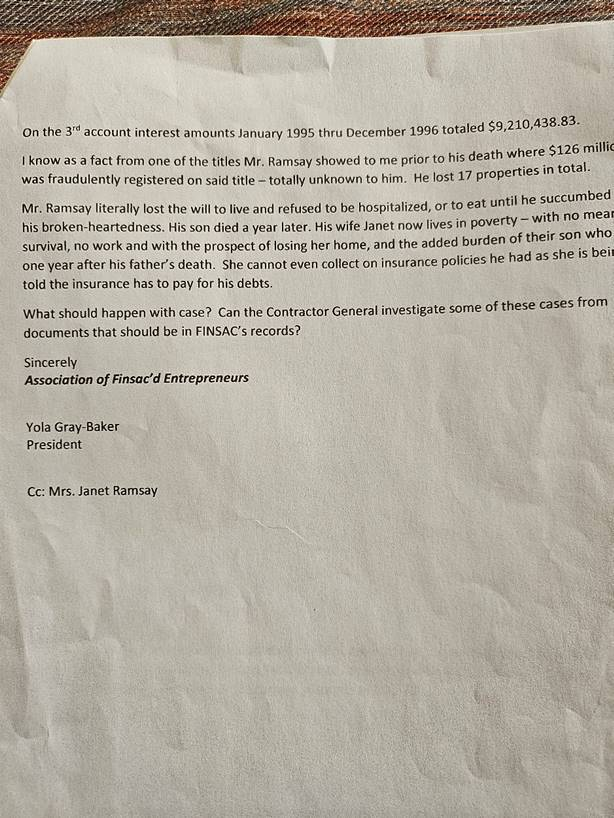 On the 3rd account interest amounts January 1995 thru December 1996 totaled $9,210,438.83.
I know as a fact from one of the titles Mr. Ramsay showed to me prior to his death where $126
was fraudulently registered on said title – totally unknown to him. He lost 17 properties in total.
Mr. Ramsay literally lost the will to live and refused to be hospitalized, or to eat until he succumbed
his broken-heartedness. His son died a year later. His wife Janet now lives in poverty – with no
survival, no work and with the prospect of losing her home, and the added burden of their son who
one year after his father's death. She cannot even collect on insurance policies he had as she is
told the insurance has to pay for his debts.
What should happen with case? Can the Contractor General investigate some of these cases from
documents that should be in FINSAC's records?
Sincerely
Association of Finsac'd Entrepreneurs
Yola Gray-Baker
President
Cc: Mrs. Janet Ramsay